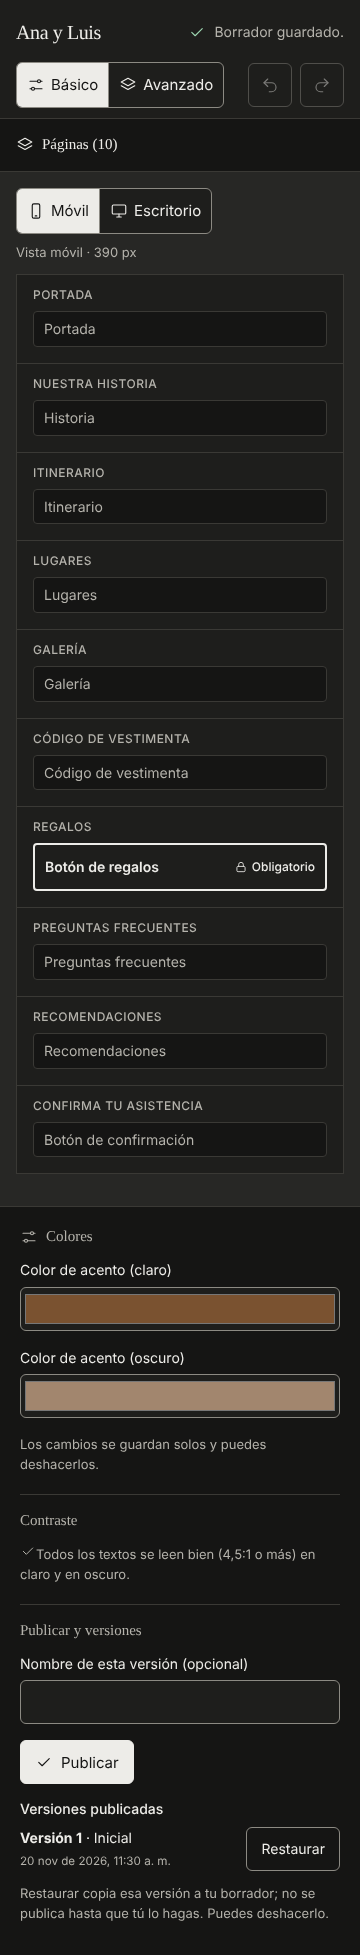 Ana y Luis
Borrador guardado.
Básico
Avanzado
Páginas (10)
Móvil
Escritorio
Vista móvil · 390 px
PORTADA
Portada
NUESTRA HISTORIA
Historia
ITINERARIO
Itinerario
LUGARES
Lugares
GALERÍA
Galería
CÓDIGO DE VESTIMENTA
Código de vestimenta
REGALOS
Botón de regalos
Obligatorio
PREGUNTAS FRECUENTES
Preguntas frecuentes
RECOMENDACIONES
Recomendaciones
CONFIRMA TU ASISTENCIA
Botón de confirmación
Colores
Color de acento (claro)
Color de acento (oscuro)
Los cambios se guardan solos y puedes
deshacerlos.
Contraste
Todos los textos se leen bien (4,5:1 o más) en
claro y en oscuro.
Publicar y versiones
Nombre de esta versión (opcional)
Publicar
Versiones publicadas
Versión 1 · Inicial
20 nov de 2026, 11:30 a. m.
Restaurar
Restaurar copia esa versión a tu borrador; no se
publica hasta que tú lo hagas. Puedes deshacerlo.